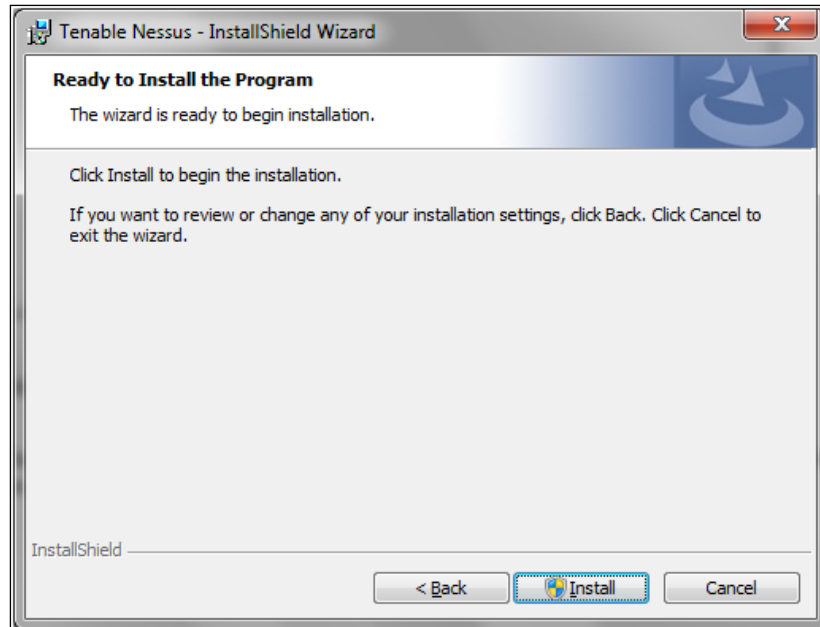 Tenable Nessus - InstallShield Wizard
Ready to Install the Program
The wizard is ready to begin installation.
Click Install to begin the installation.
If you want to review or change any of your installation settings, click Back. Click Cancel to
exit the wizard.
InstallShield
< Back
Install
Cancel